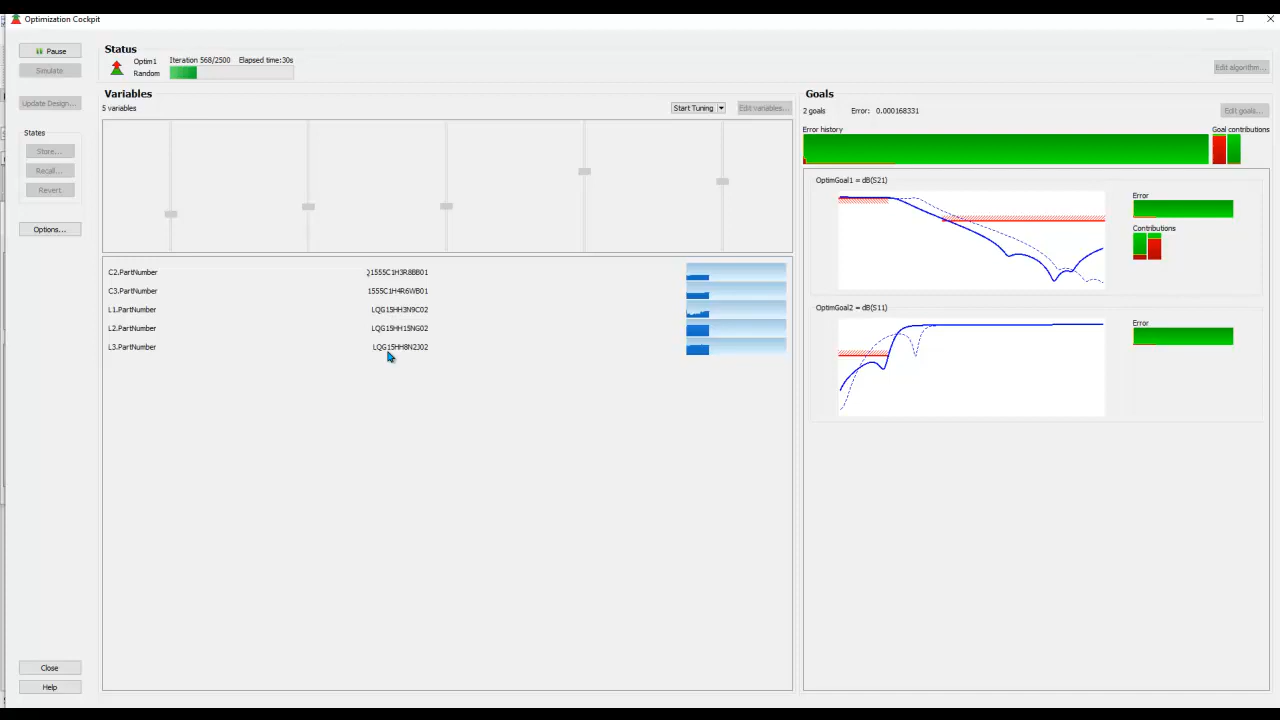 Optimization Cockpit
Pause
Simulate
Update Design...
States
Store...
Recall...
Revert
Options...
Close
Help
Status
Optim1
Random
Iteration 568/2500 Elapsed time:30s
Edit algorithm...
Variables
5 variables
Start Tuning
Edit variables...
C2.PartNumber Q1555C1H3R8BB01
C3.PartNumber 1555C1H4R6WB01
L1.PartNumber LQG15HH3N9C02
L2.PartNumber LQG15HH15NG02
L3.PartNumber LQG15HH8N2J02
Goals
2 goals Error: 0.000168331
Edit goals...
Error history
Goal contributions
OptimGoal1 = dB(S21)
Error
Contributions
OptimGoal2 = dB(S11)
Error